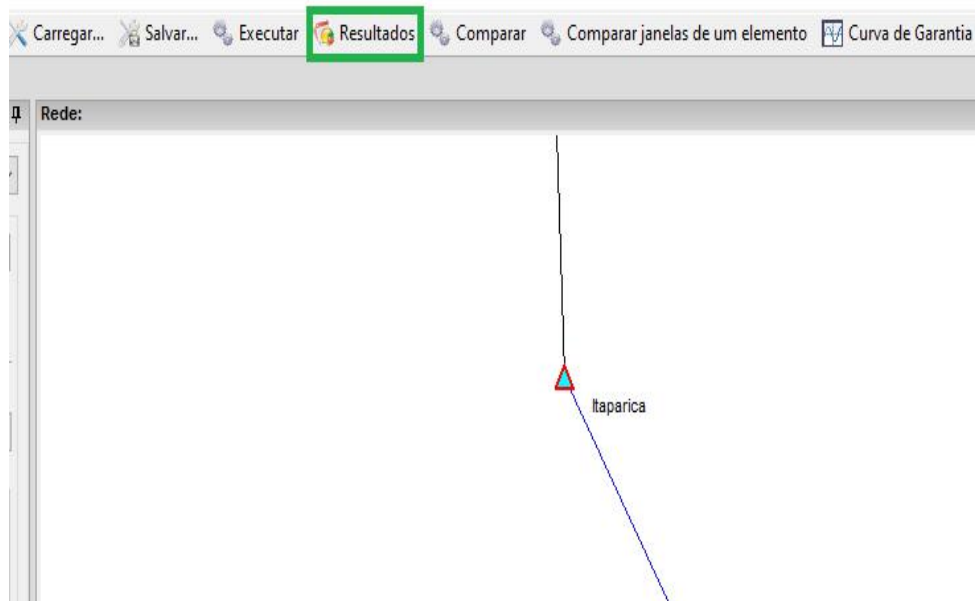 Carregar... Salvar... Executar Resultados Comparar Comparar janelas de um elemento Curva de Garantia
Rede:
Itaparica